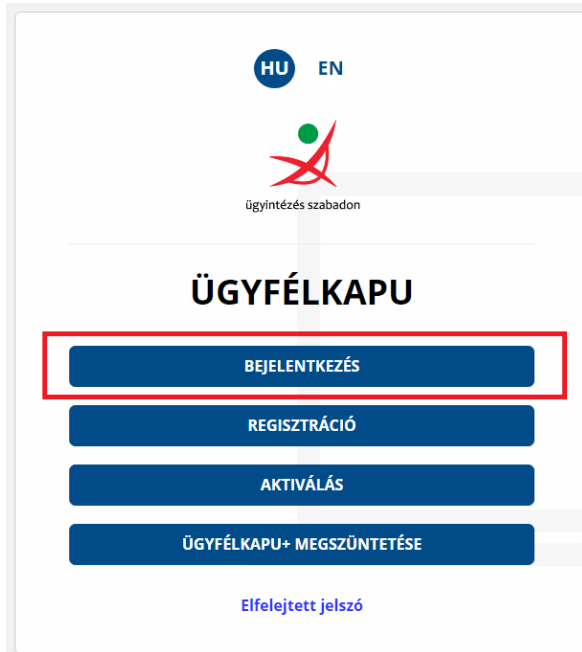 HU EN
ügyintézés szabadon
ÜGYFÉLKAPU
BEJELENTKEZÉS
REGISZTRÁCIÓ
AKTIVÁLÁS
ÜGYFÉLKAPU+ MEGSZÜNTETÉSE
Elfelejtett jelszó